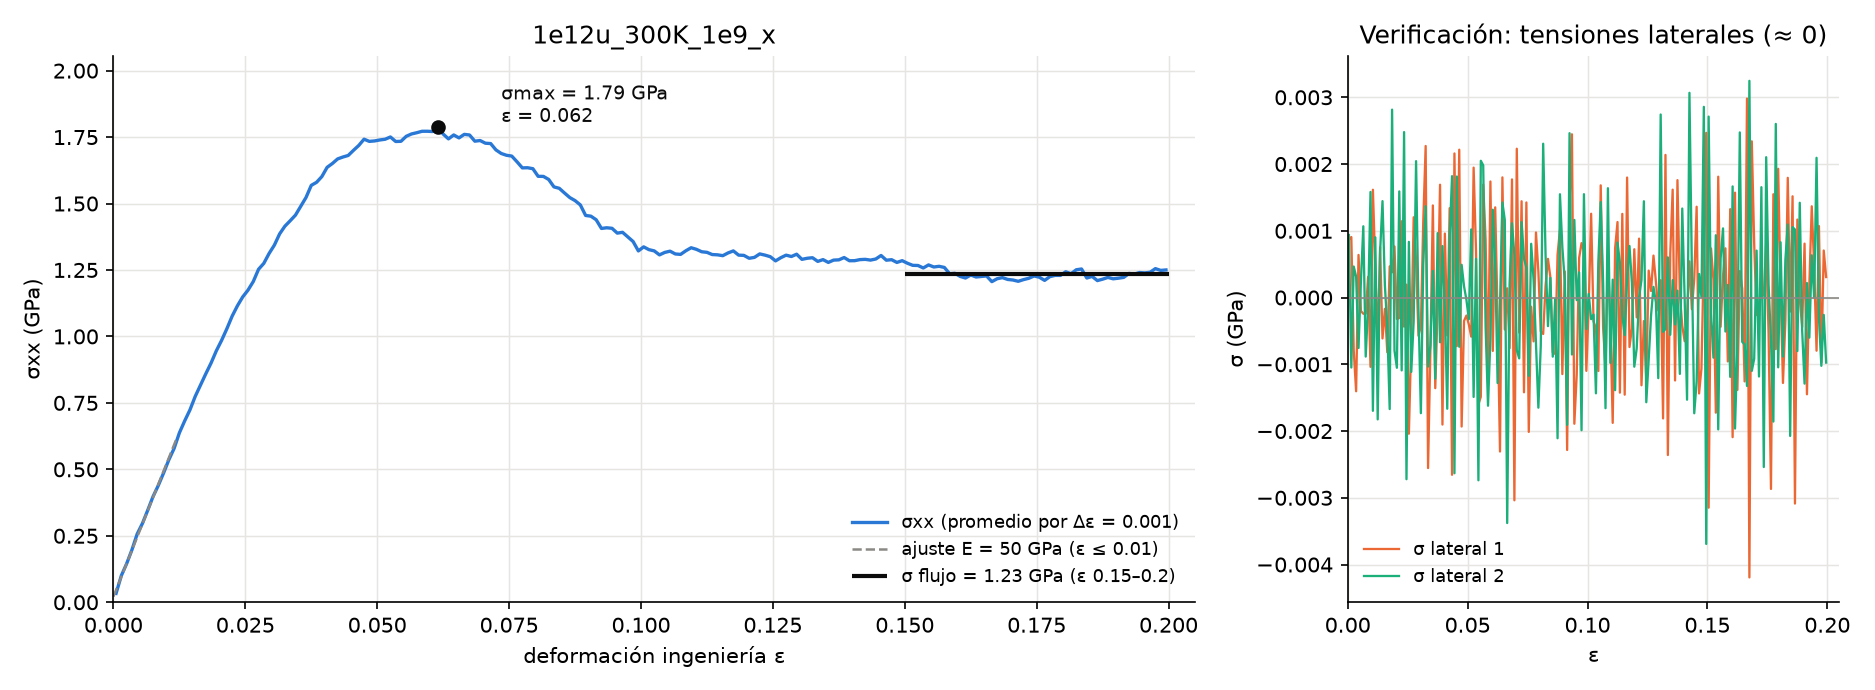 1e12u_300K_1e9_x
σxx (GPa)
2.00
1.75
1.50
1.25
1.00
0.75
0.50
0.25
0.00
σmax = 1.79 GPa
ε = 0.062
σxx (promedio por Δε = 0.001)
ajuste E = 50 GPa (ε ≤ 0.01)
σ flujo = 1.23 GPa (ε 0.15–0.2)
0.000 0.025 0.050 0.075 0.100 0.125 0.150 0.175 0.200
deformación ingeniería ε
Verificación: tensiones laterales (≈ 0)
σ (GPa)
0.003
0.002
0.001
0.000
−0.001
−0.002
−0.003
−0.004
σ lateral 1
σ lateral 2
0.00 0.05 0.10 0.15 0.20
ε